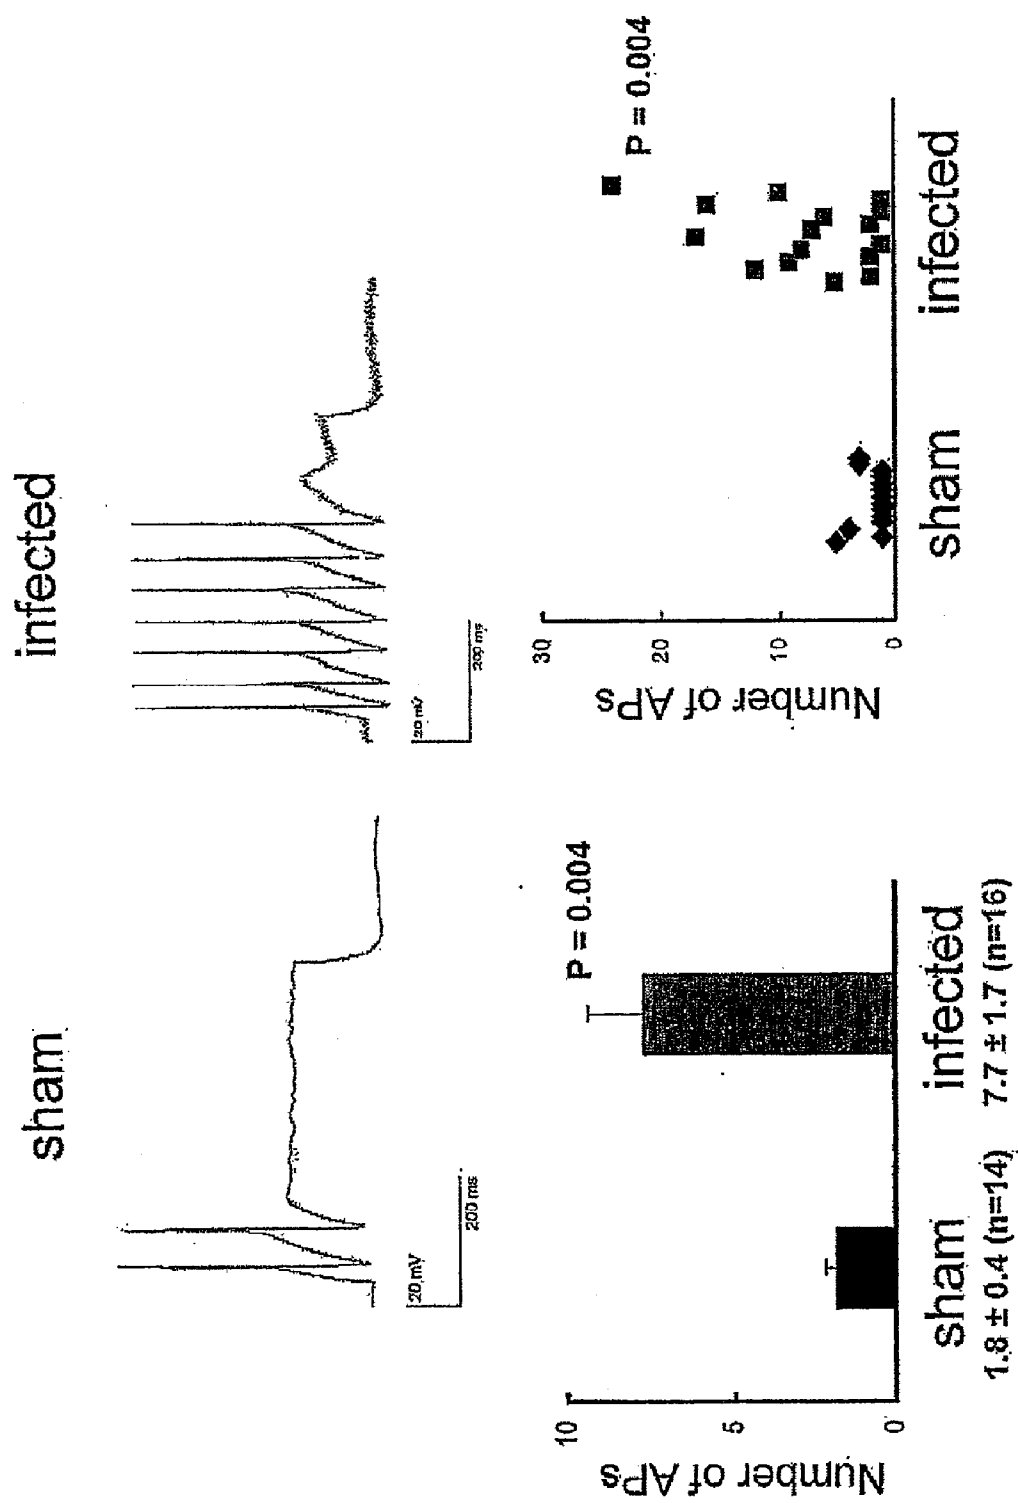 sham
infected
20 mV
200 ms
20 mV
200 ms
10
5
0
Number of APs
P = 0.004
sham
infected
1.8 ± 0.4 (n=14)
7.7 ± 1.7 (n=16)
30
20
10
0
Number of APs
P = 0.004
sham
infected